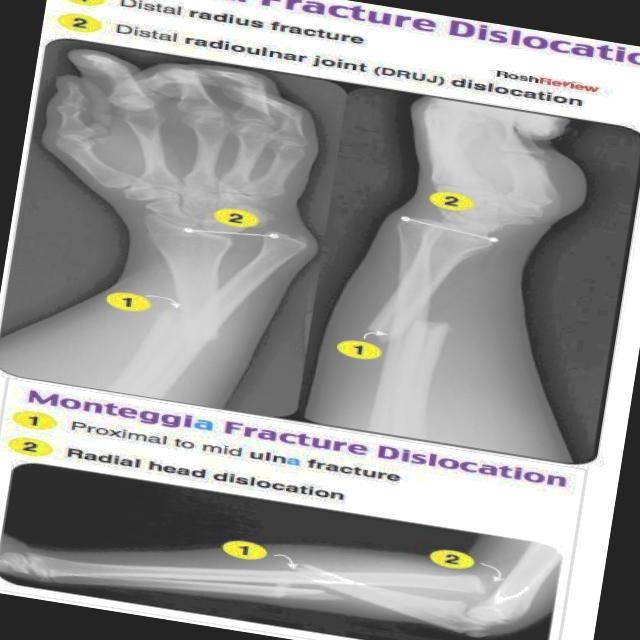 Fracture Dislocatio
Distal radius fracture
2 Distal radioulnar joint (DRUJ) dislocation
RoshReview
2
2
1
1
Monteggia Fracture Dislocation
1 Proximal to mid ulna fracture
2 Radial head dislocation
1
2